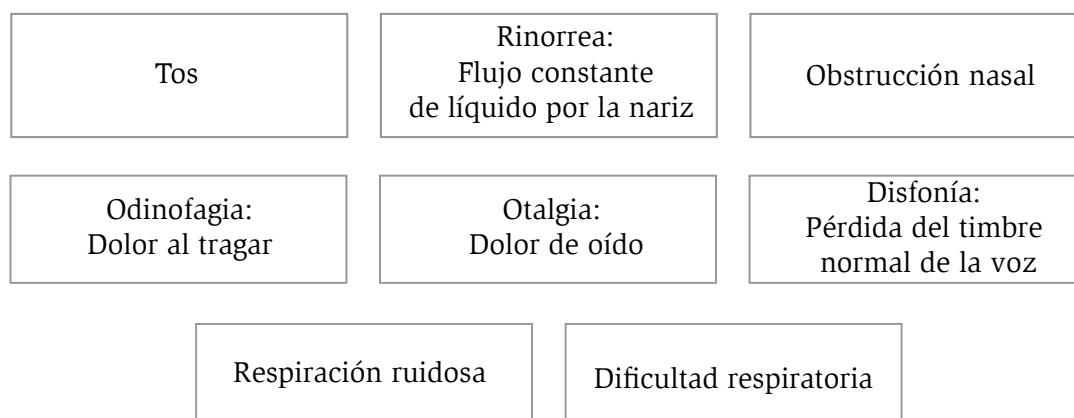 Tos
Rinorrea:
Flujo constante
de líquido por la nariz
Obstrucción nasal
Odinofagia:
Dolor al tragar
Otalgia:
Dolor de oído
Disfonía:
Pérdida del timbre
normal de la voz
Respiración ruidosa
Dificultad respiratoria